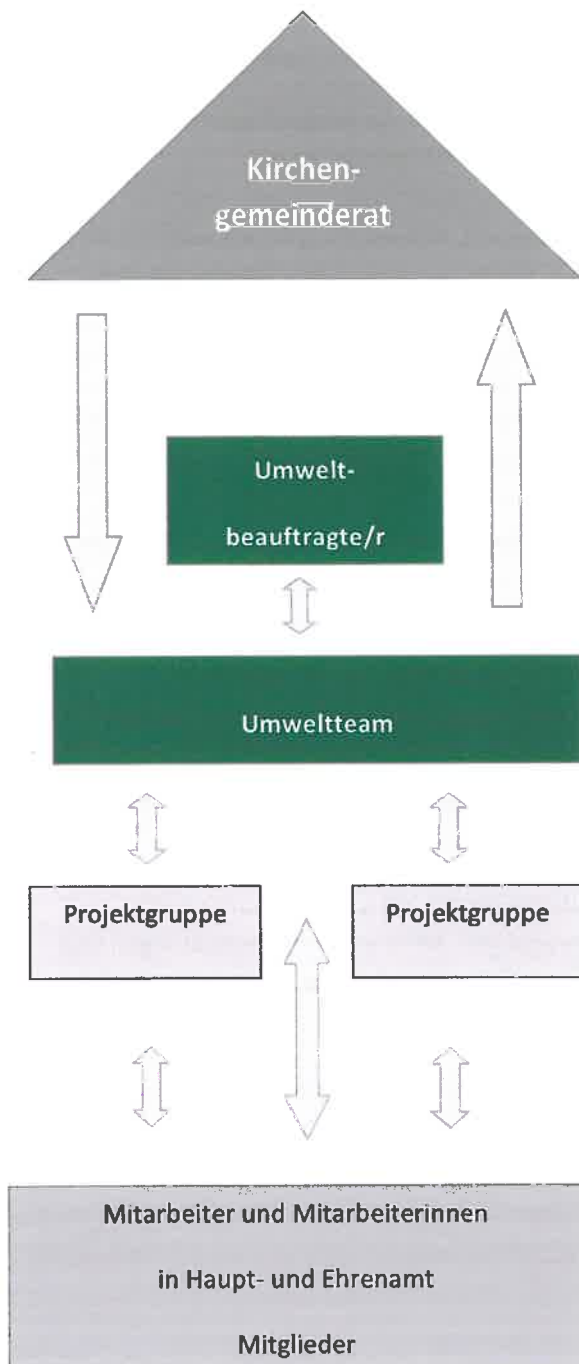 Kirchen-
gemeinderat
Umwelt-
beauftragte/r
Umweltteam
Projektgruppe
Projektgruppe
Mitarbeiter und Mitarbeiterinnen
in Haupt- und Ehrenamt
Mitglieder